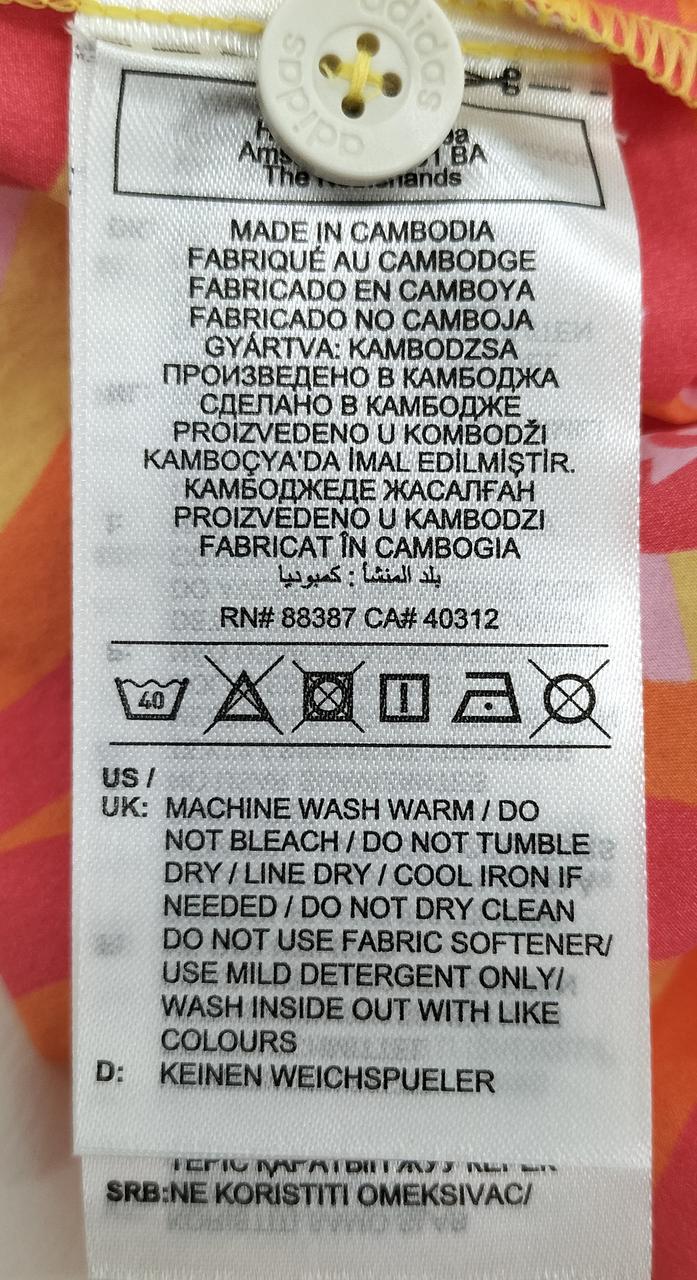 adidas
adidas
BA
The
MADE IN CAMBODIA
FABRIQUÉ AU CAMBODGE
FABRICADO EN CAMBOYA
FABRICADO NO CAMBOJA
GYÁRTVA: KAMBODZSA
ПРОИЗВЕДЕНО В КАМБОДЖА
СДЕЛАНО В КАМБОДЖЕ
PROIZVEDENO U KOMBODŽI
KAMBOÇYA'DA İMAL EDİLMİŞTİR.
КАМБОДЖЕДЕ ЖАСАЛҒАН
PROIZVEDENO U KAMBODZI
FABRICAT ÎN CAMBOGIA
بلد المنشأ : كمبوديا
RN# 88387 CA# 40312
40
US /
UK: MACHINE WASH WARM / DO
NOT BLEACH / DO NOT TUMBLE
DRY / LINE DRY / COOL IRON IF
NEEDED / DO NOT DRY CLEAN
DO NOT USE FABRIC SOFTENER/
USE MILD DETERGENT ONLY/
WASH INSIDE OUT WITH LIKE
COLOURS
D: KEINEN WEICHSPUELER
SRB:NE KORISTITI OMEKSIVAC/